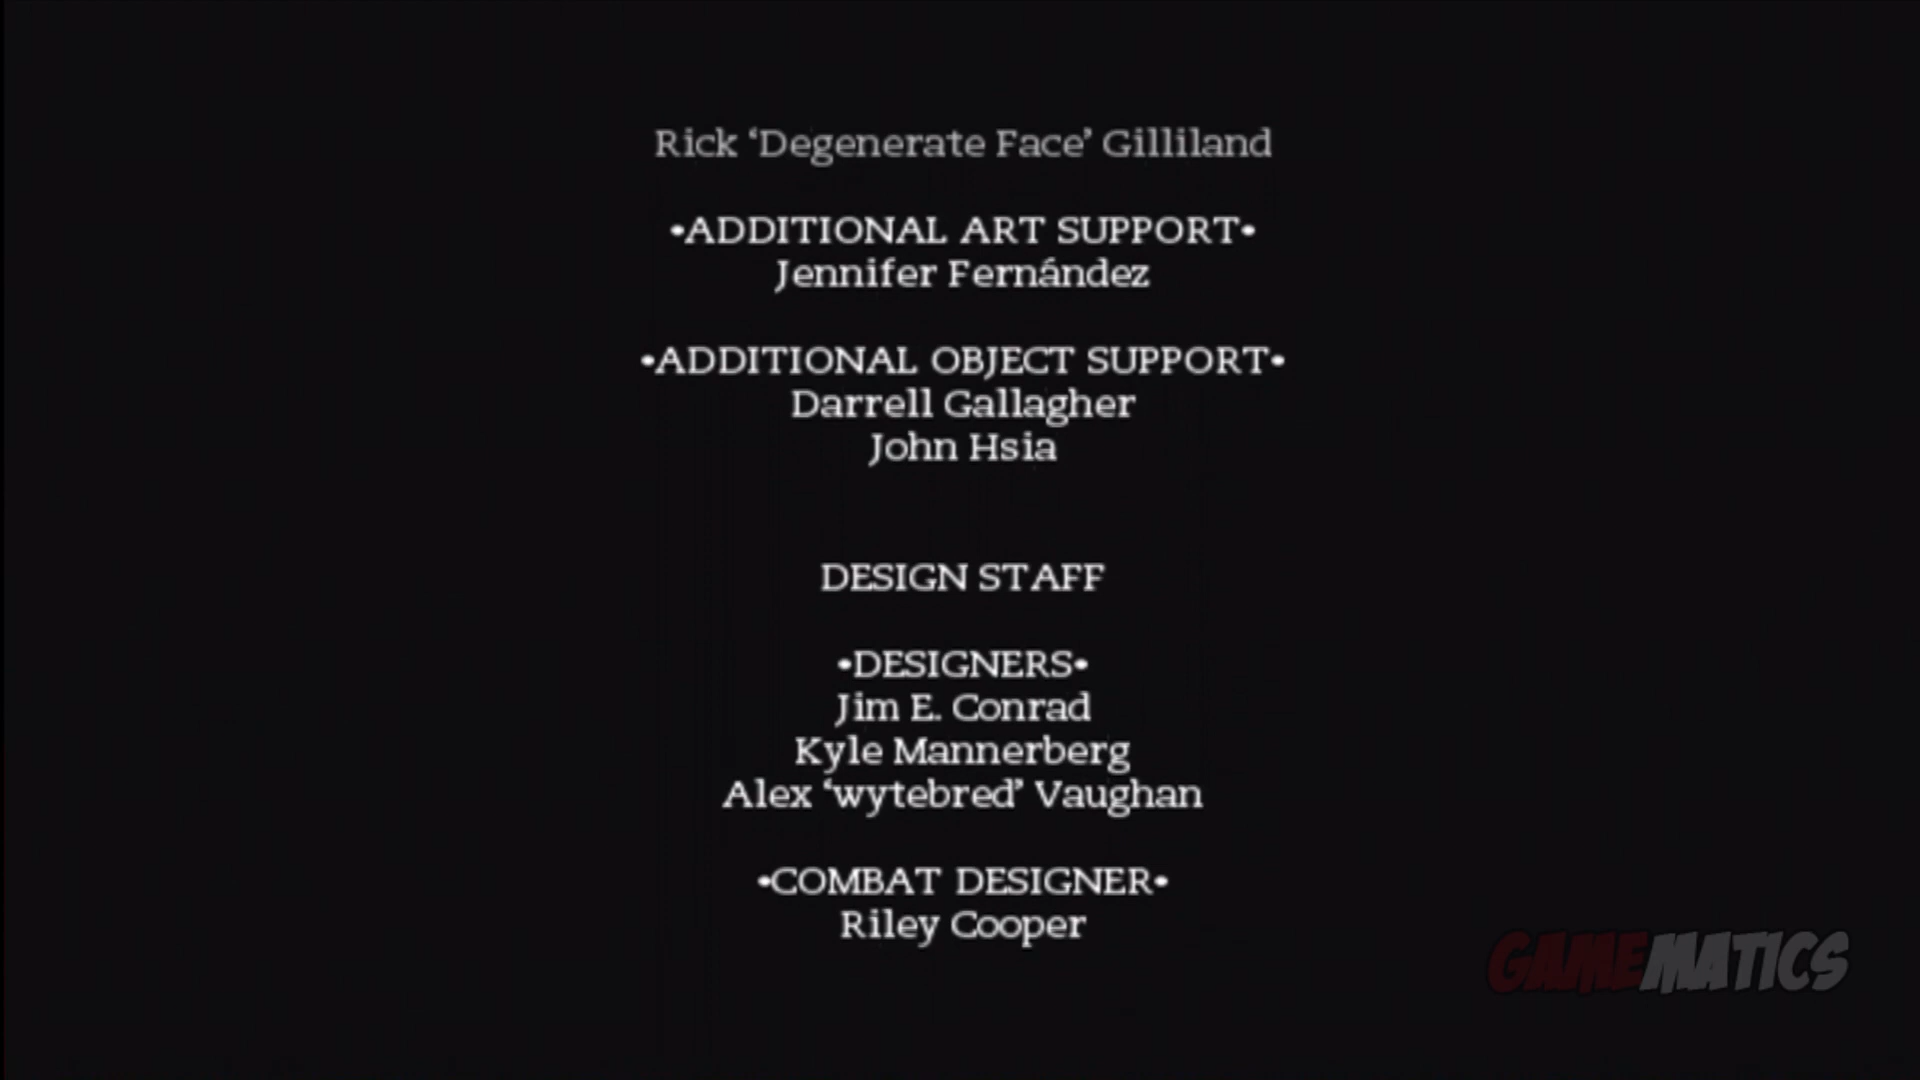 Rick ‘Degenerate Face’ Gilliland
•ADDITIONAL ART SUPPORT•
Jennifer Fernández
•ADDITIONAL OBJECT SUPPORT•
Darrell Gallagher
John Hsia
DESIGN STAFF
•DESIGNERS•
Jim E. Conrad
Kyle Mannerberg
Alex ‘wytebred’ Vaughan
•COMBAT DESIGNER•
Riley Cooper
GAMEMATICS